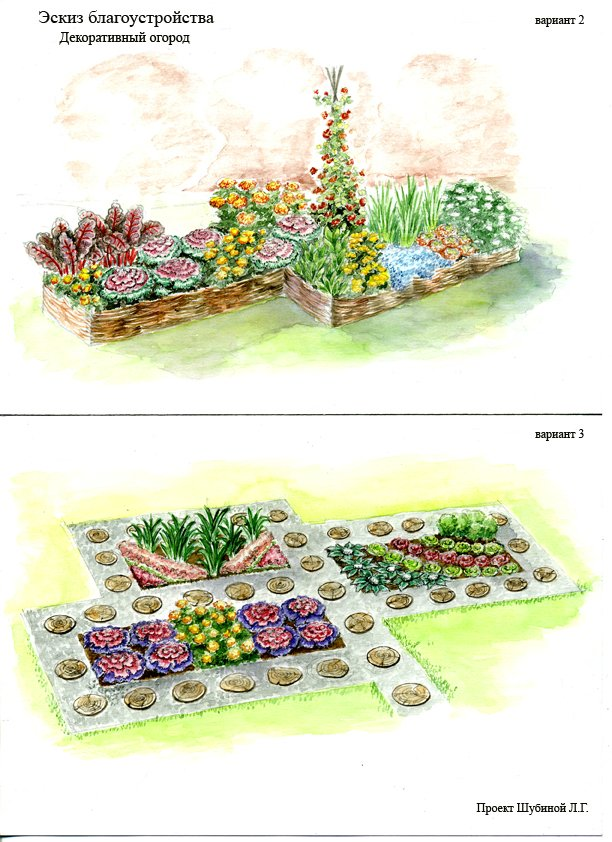 Эскиз благоустройства
вариант 2
Декоративный огород
вариант 3
Проект Шубиной Л.Г.